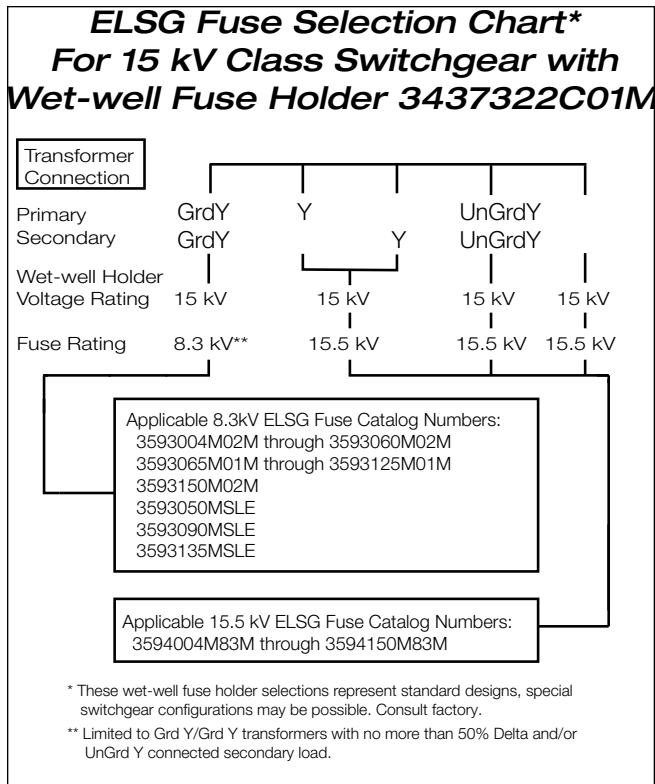 ELSG Fuse Selection Chart*
For 15 kV Class Switchgear with
Wet-well Fuse Holder 3437322C01M
Transformer
Connection
Primary GrdY Y UnGrdY
Secondary GrdY Y UnGrdY
Wet-well Holder
Voltage Rating 15 kV 15 kV 15 kV 15 kV
Fuse Rating 8.3 kV** 15.5 kV 15.5 kV 15.5 kV
Applicable 8.3kV ELSG Fuse Catalog Numbers:
3593004M02M through 3593060M02M
3593065M01M through 3593125M01M
3593150M02M
3593050MSLE
3593090MSLE
3593135MSLE
Applicable 15.5 kV ELSG Fuse Catalog Numbers:
3594004M83M through 3594150M83M
* These wet-well fuse holder selections represent standard designs, special
switchgear configurations may be possible. Consult factory.
** Limited to Grd Y/Grd Y transformers with no more than 50% Delta and/or
UnGrd Y connected secondary load.